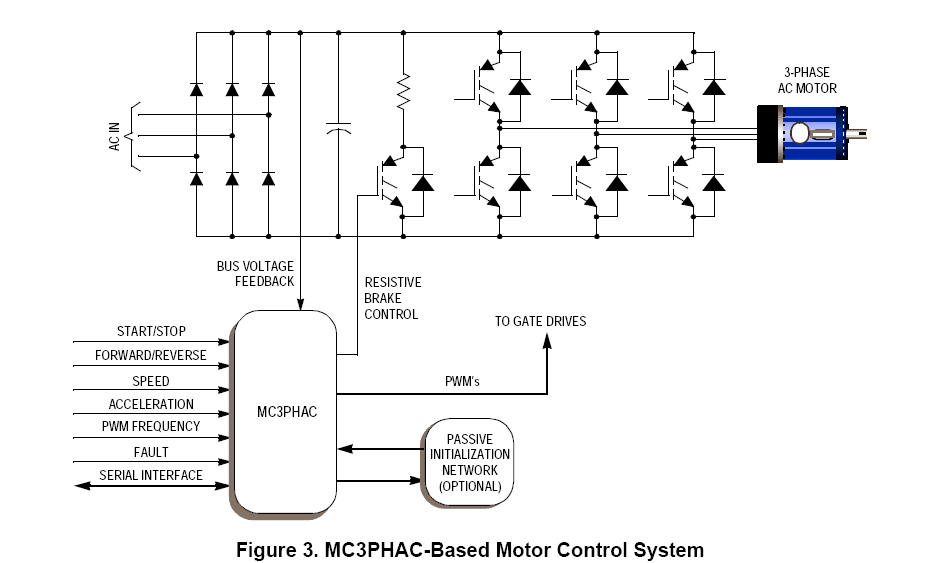 3-PHASE
AC MOTOR
AC IN
BUS VOLTAGE
FEEDBACK
RESISTIVE
BRAKE
CONTROL
TO GATE DRIVES
START/STOP
FORWARD/REVERSE
SPEED
ACCELERATION
PWM FREQUENCY
FAULT
SERIAL INTERFACE
MC3PHAC
PWM's
PASSIVE
INITIALIZATION
NETWORK
(OPTIONAL)
Figure 3. MC3PHAC-Based Motor Control System